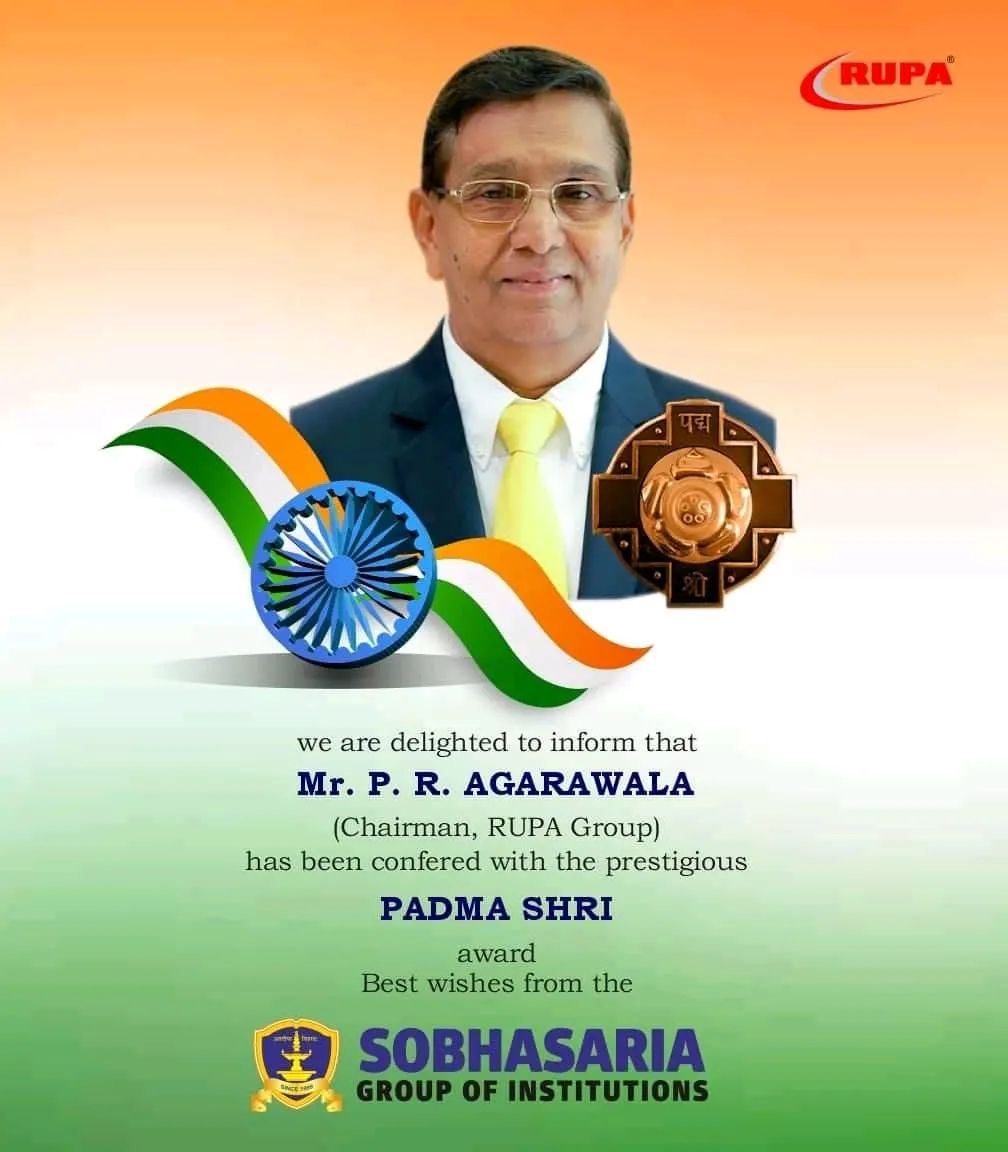 RUPA®
पद्म
श्री
we are delighted to inform that
Mr. P. R. AGARAWALA
(Chairman, RUPA Group)
has been confered with the prestigious
PADMA SHRI
award
Best wishes from the
SINCE 1999
SOBHASARIA
GROUP OF INSTITUTIONS